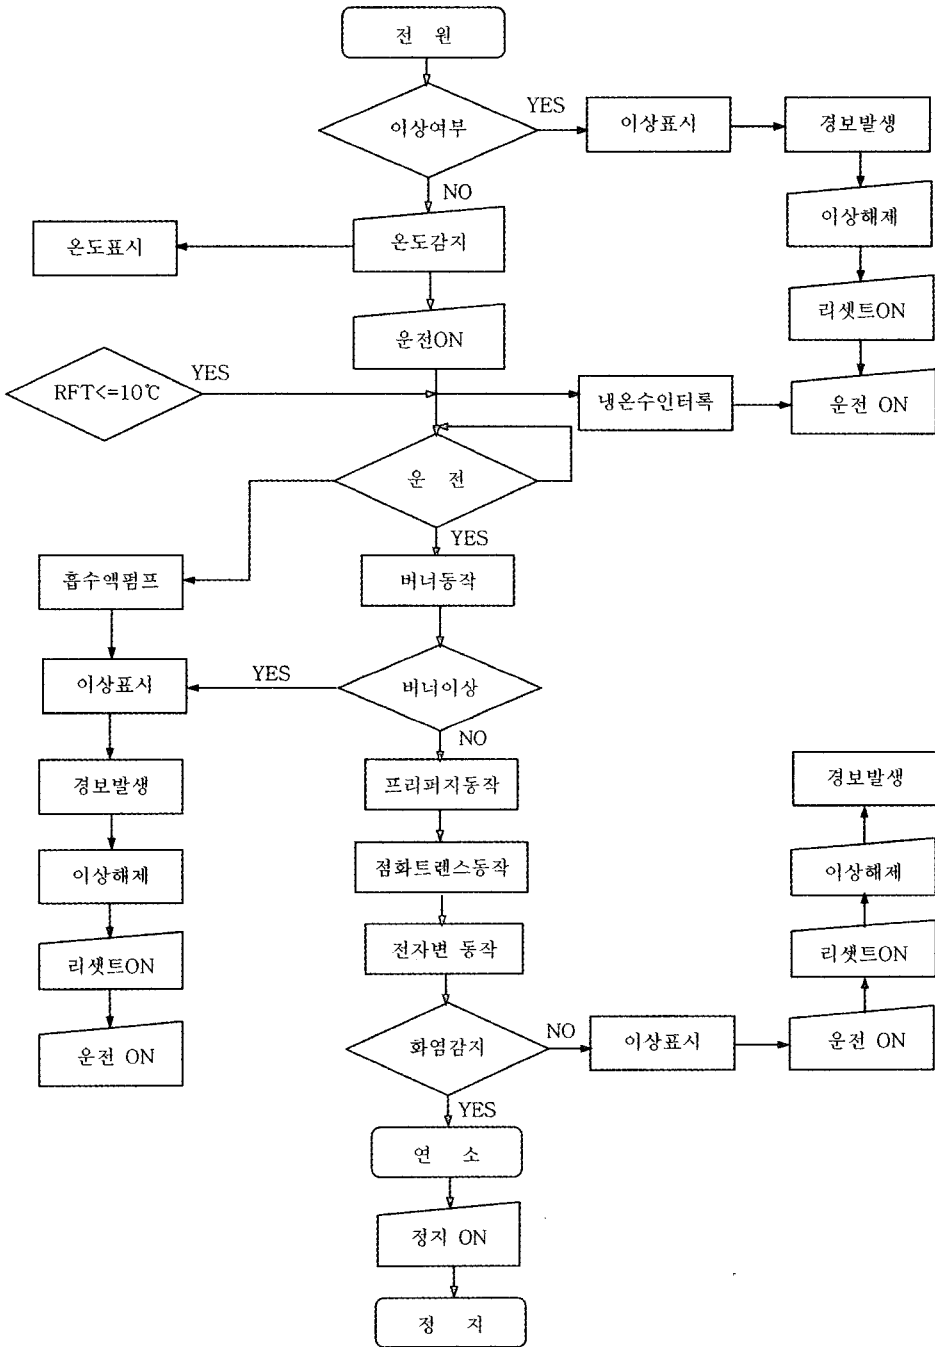 전 원
이상여부
YES
이상표시
경보발생
NO
이상해제
온도표시
온도감지
리셋트ON
운전ON
RFT<=10℃
YES
냉온수인터록
운전 ON
운 전
YES
흡수액펌프
버너동작
이상표시
YES
버너이상
NO
경보발생
프리퍼지동작
경보발생
이상해제
점화트랜스동작
이상해제
리셋트ON
전자변 동작
리셋트ON
운전 ON
화염감지
NO
이상표시
운전 ON
YES
연 소
정지 ON
정 지